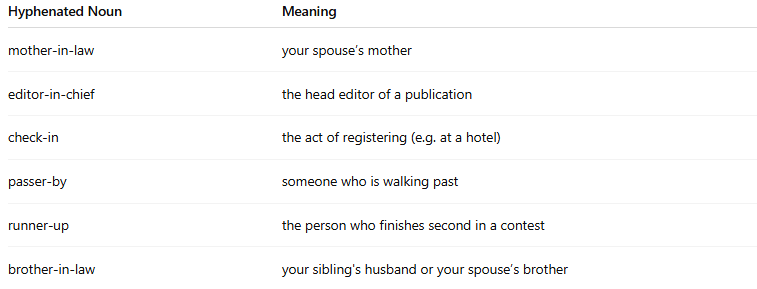 Hyphenated Noun Meaning
mother-in-law your spouse’s mother
editor-in-chief the head editor of a publication
check-in the act of registering (e.g. at a hotel)
passer-by someone who is walking past
runner-up the person who finishes second in a contest
brother-in-law your sibling's husband or your spouse’s brother